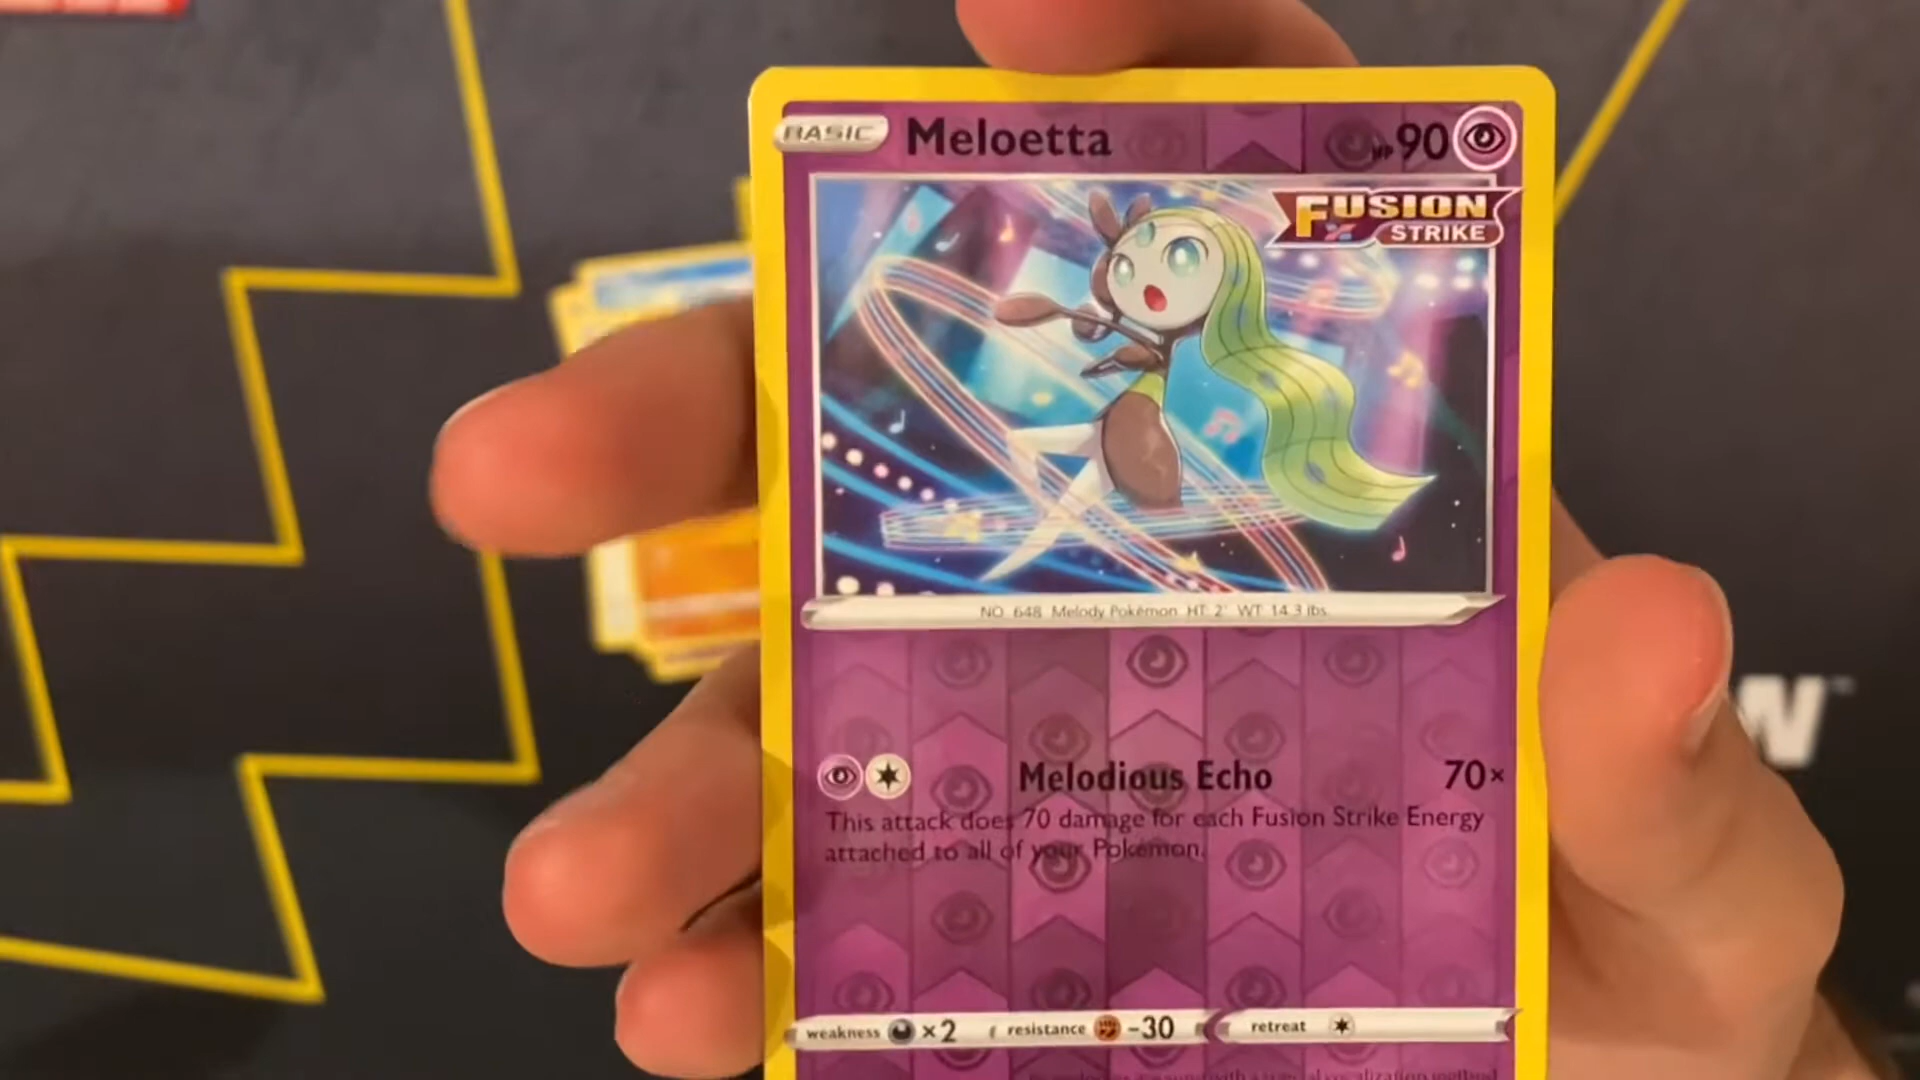 BASIC Meloetta HP 90
FUSION
STRIKE
NO. 648 Melody Pokémon HT: 2' WT: 14.3 lbs.
Melodious Echo 70×
This attack does 70 damage for each Fusion Strike Energy
attached to all of your Pokémon.
weakness ×2 resistance -30 retreat